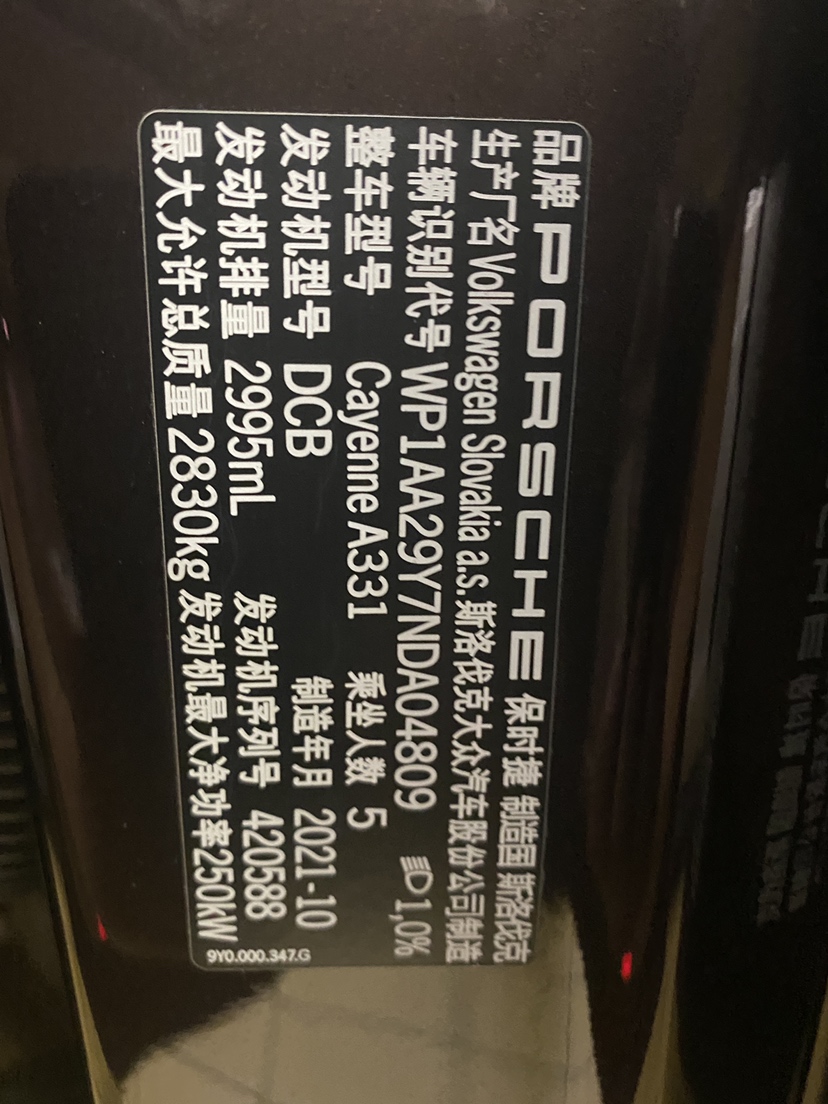 品牌 PORSCHE 保时捷 制造国 斯洛伐克
生产厂名 Volkswagen Slovakia a.s. 斯洛伐克大众汽车股份公司制造
车辆识别代号 WP1AA29Y7NDA04809 1,0%
整车型号 Cayenne A331 乘坐人数 5
发动机型号 DCB 制造年月 2021-10
发动机排量 2995mL 发动机序列号 420588
最大允许总质量 2830kg 发动机最大净功率250kW
9Y0.000.347.G